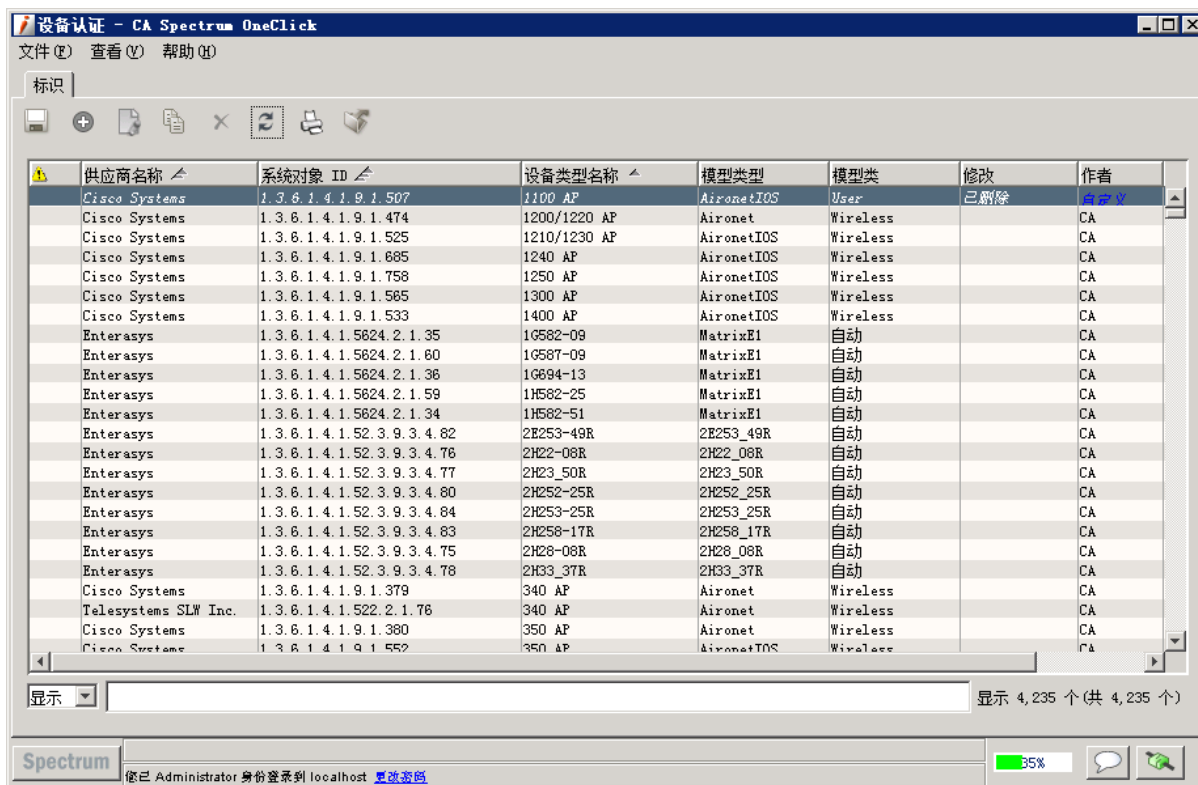 设备认证 - CA Spectrum OneClick
文件(F) 查看(V) 帮助(H)
标识
供应商名称 系统对象 ID 设备类型名称 模型类型 模型类 修改 作者
Cisco Systems 1.3.6.1.4.1.9.1.507 1100 AP AironetIOS User 已删除 自定义
Cisco Systems 1.3.6.1.4.1.9.1.474 1200/1220 AP Aironet Wireless CA
Cisco Systems 1.3.6.1.4.1.9.1.525 1210/1230 AP AironetIOS Wireless CA
Cisco Systems 1.3.6.1.4.1.9.1.685 1240 AP AironetIOS Wireless CA
Cisco Systems 1.3.6.1.4.1.9.1.758 1250 AP AironetIOS Wireless CA
Cisco Systems 1.3.6.1.4.1.9.1.565 1300 AP AironetIOS Wireless CA
Cisco Systems 1.3.6.1.4.1.9.1.533 1400 AP AironetIOS Wireless CA
Enterasys 1.3.6.1.4.1.5624.2.1.35 1G582-09 MatrixE1 自动 CA
Enterasys 1.3.6.1.4.1.5624.2.1.60 1G587-09 MatrixE1 自动 CA
Enterasys 1.3.6.1.4.1.5624.2.1.36 1G694-13 MatrixE1 自动 CA
Enterasys 1.3.6.1.4.1.5624.2.1.59 1H582-25 MatrixE1 自动 CA
Enterasys 1.3.6.1.4.1.5624.2.1.34 1H582-51 MatrixE1 自动 CA
Enterasys 1.3.6.1.4.1.52.3.9.3.4.82 2E253-49R 2E253_49R 自动 CA
Enterasys 1.3.6.1.4.1.52.3.9.3.4.76 2H22-08R 2H22_08R 自动 CA
Enterasys 1.3.6.1.4.1.52.3.9.3.4.77 2H23_50R 2H23_50R 自动 CA
Enterasys 1.3.6.1.4.1.52.3.9.3.4.80 2H252-25R 2H252_25R 自动 CA
Enterasys 1.3.6.1.4.1.52.3.9.3.4.84 2H253-25R 2H253_25R 自动 CA
Enterasys 1.3.6.1.4.1.52.3.9.3.4.83 2H258-17R 2H258_17R 自动 CA
Enterasys 1.3.6.1.4.1.52.3.9.3.4.75 2H28-08R 2H28_08R 自动 CA
Enterasys 1.3.6.1.4.1.52.3.9.3.4.78 2H33_37R 2H33_37R 自动 CA
Cisco Systems 1.3.6.1.4.1.9.1.379 340 AP Aironet Wireless CA
Telesystems SLW Inc. 1.3.6.1.4.1.522.2.1.76 340 AP Aironet Wireless CA
Cisco Systems 1.3.6.1.4.1.9.1.380 350 AP Aironet Wireless CA
Cisco Systems 1.3.6.1.4.1.9.1.552 350 AP AironetIOS Wireless CA
显示 显示 4,235 个(共 4,235 个)
Spectrum 您已 Administrator 身份登录到 localhost 更改密码 35%